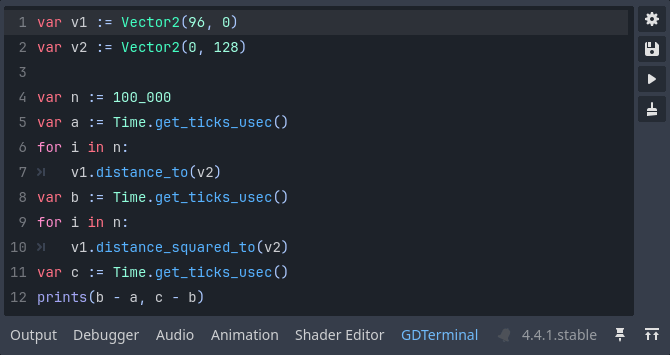 1 var v1 := Vector2(96, 0)
2 var v2 := Vector2(0, 128)
3
4 var n := 100_000
5 var a := Time.get_ticks_usec()
6 for i in n:
7 v1.distance_to(v2)
8 var b := Time.get_ticks_usec()
9 for i in n:
10 v1.distance_squared_to(v2)
11 var c := Time.get_ticks_usec()
12 prints(b - a, c - b)
Output Debugger Audio Animation Shader Editor GDTerminal 4.4.1.stable